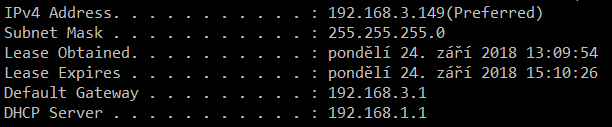 IPv4 Address. . . . . . . . . . . : 192.168.3.149(Preferred)
Subnet Mask . . . . . . . . . . . : 255.255.255.0
Lease Obtained. . . . . . . . . . : pondělí 24. září 2018 13:09:54
Lease Expires . . . . . . . . . . : pondělí 24. září 2018 15:10:26
Default Gateway . . . . . . . . . : 192.168.3.1
DHCP Server . . . . . . . . . . . : 192.168.1.1